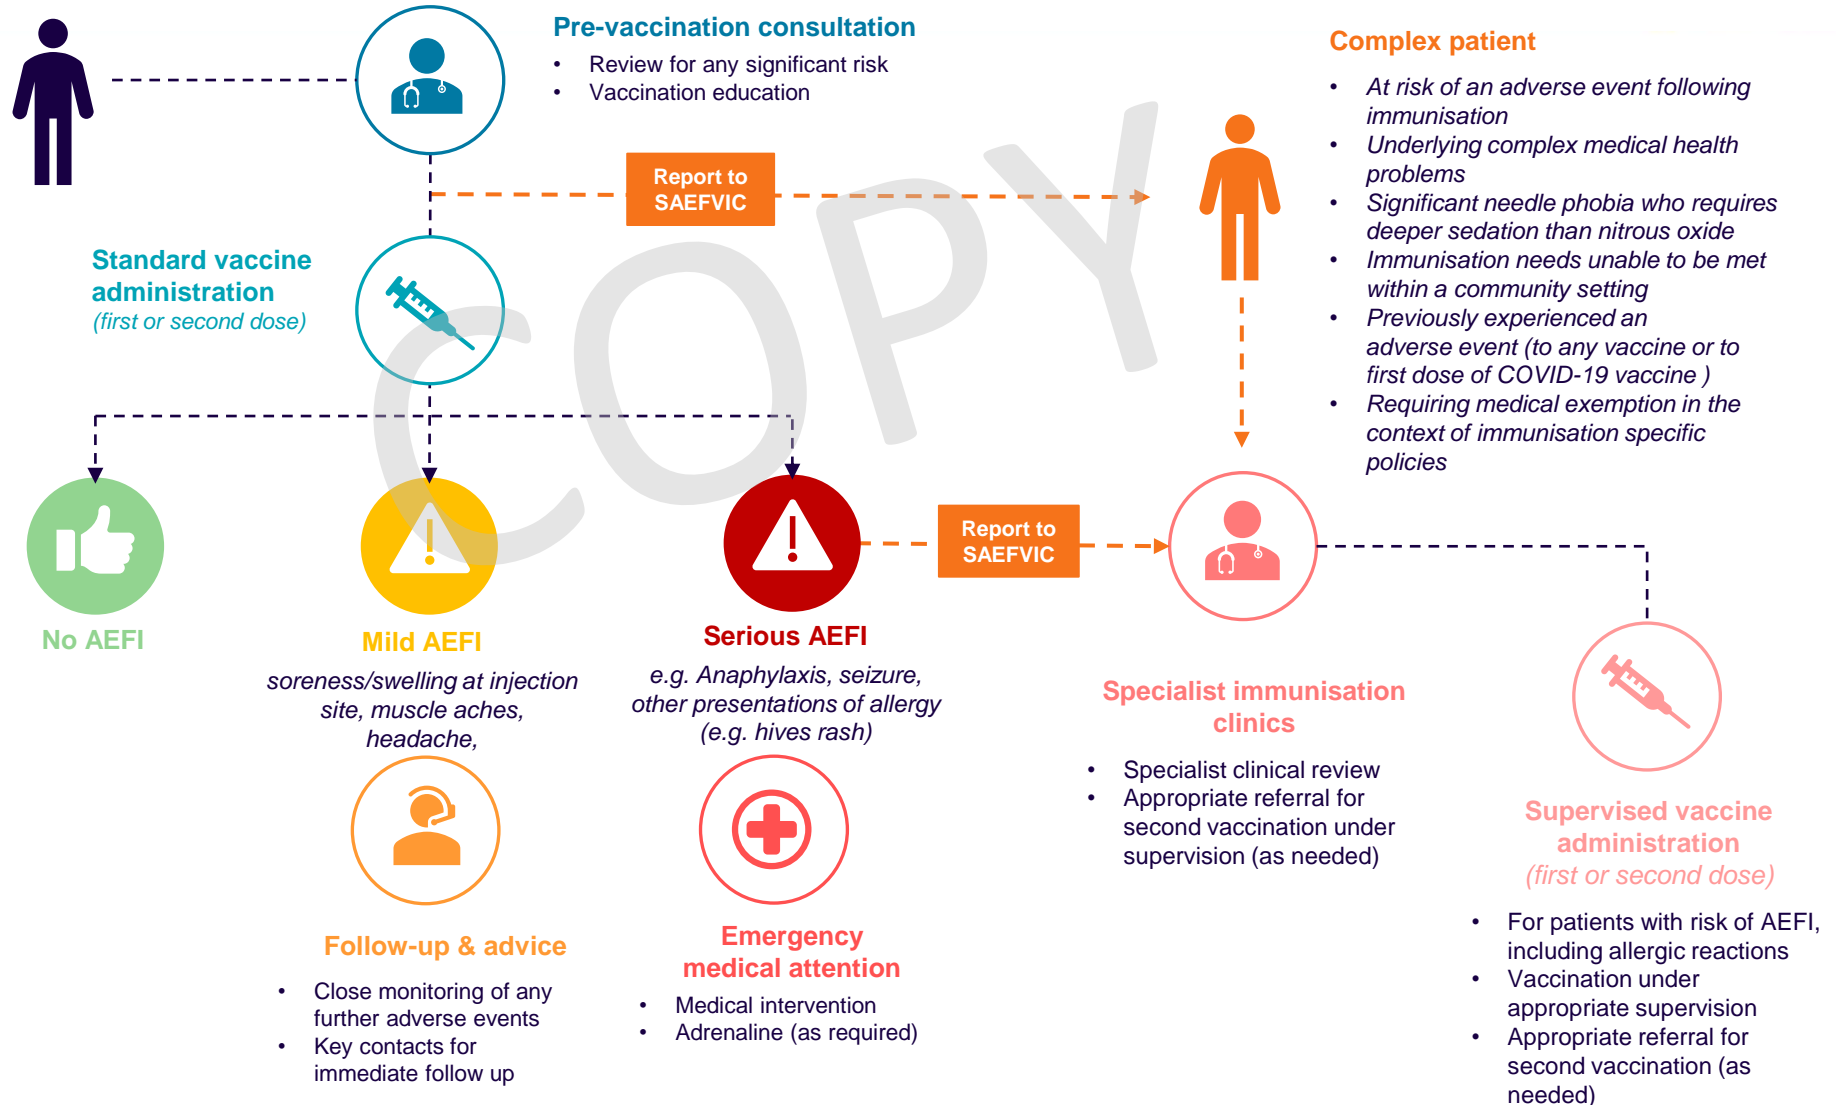 Pre-vaccination consultation
• Review for any significant risk
• Vaccination education
Complex patient
• At risk of an adverse event following
immunisation
• Underlying complex medical health
problems
• Significant needle phobia who requires
deeper sedation than nitrous oxide
• Immunisation needs unable to be met
within a community setting
• Previously experienced an
adverse event (to any vaccine or to
first dose of COVID-19 vaccine )
• Requiring medical exemption in the
context of immunisation specific
policies
Report to
SAEFVIC
Standard vaccine
administration
(first or second dose)
COPY
Report to
SAEFVIC
No AEFI
Mild AEFI
soreness/swelling at injection
site, muscle aches,
headache,
Serious AEFI
e.g. Anaphylaxis, seizure,
other presentations of allergy
(e.g. hives rash)
Follow-up & advice
• Close monitoring of any
further adverse events
• Key contacts for
immediate follow up
Emergency
medical attention
• Medical intervention
• Adrenaline (as required)
Specialist immunisation
clinics
• Specialist clinical review
• Appropriate referral for
second vaccination under
supervision (as needed)
Supervised vaccine
administration
(first or second dose)
• For patients with risk of AEFI,
including allergic reactions
• Vaccination under
appropriate supervision
• Appropriate referral for
second vaccination (as
needed)